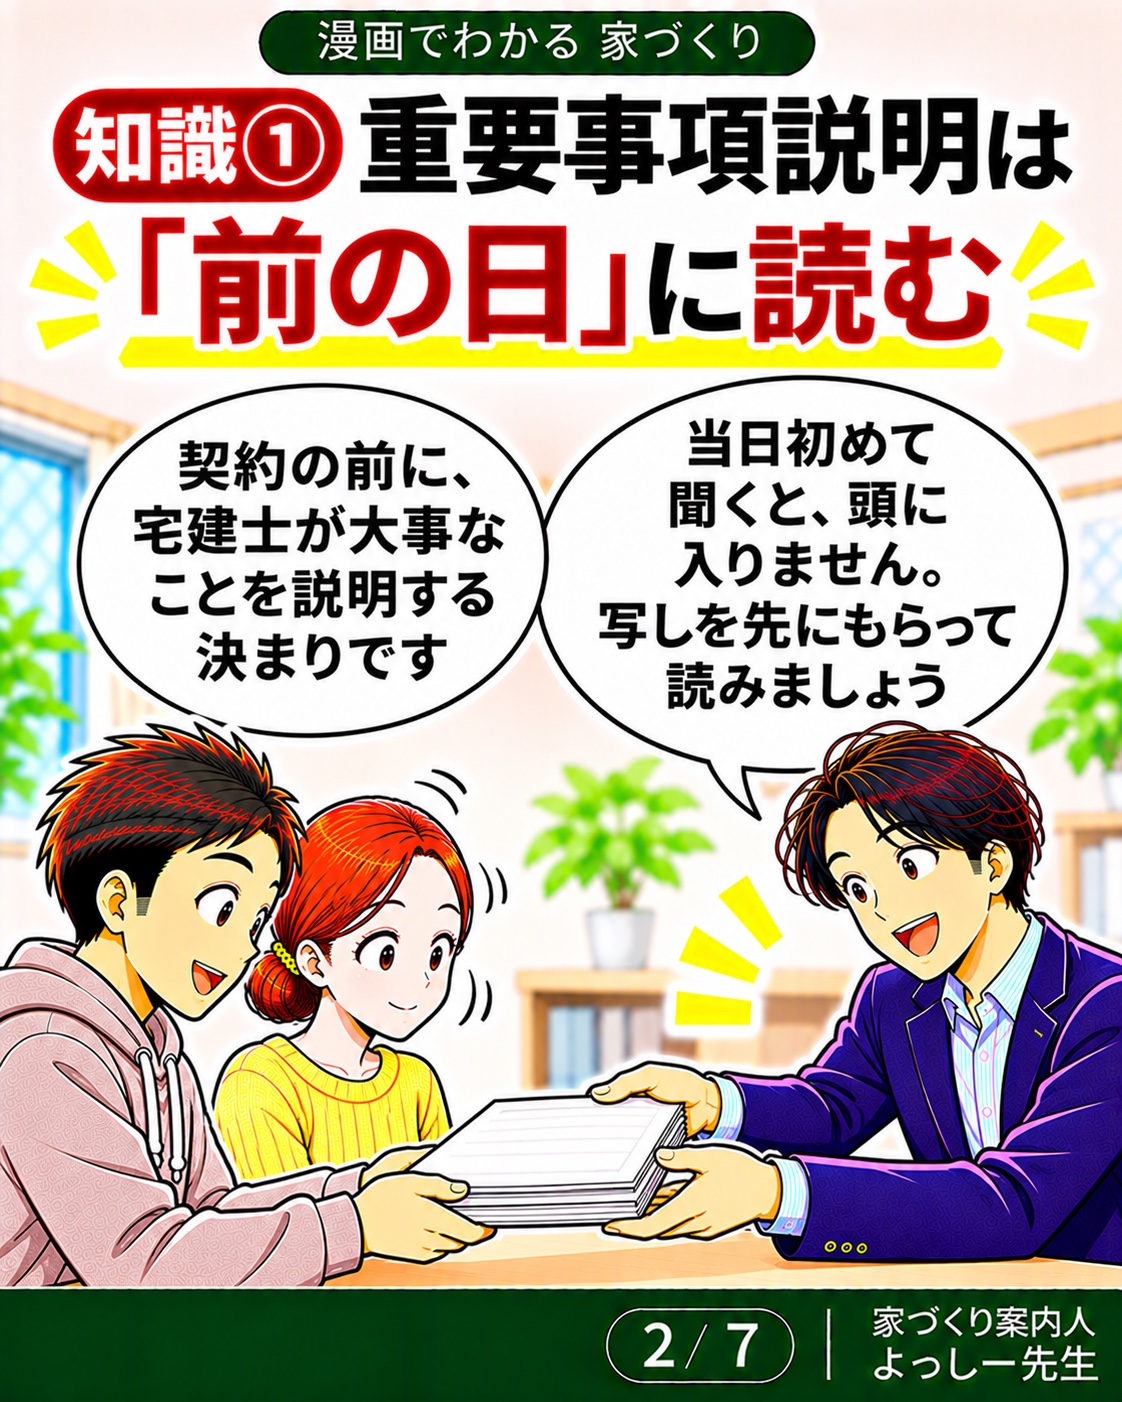 漫画でわかる 家づくり
知識① 重要事項説明は
「前の日」に読む
契約の前に、
宅建士が大事な
ことを説明する
決まりです
当日初めて
聞くと、頭に
入りません。
写しを先にもらって
読みましょう
2/7
家づくり案内人
よっしー先生